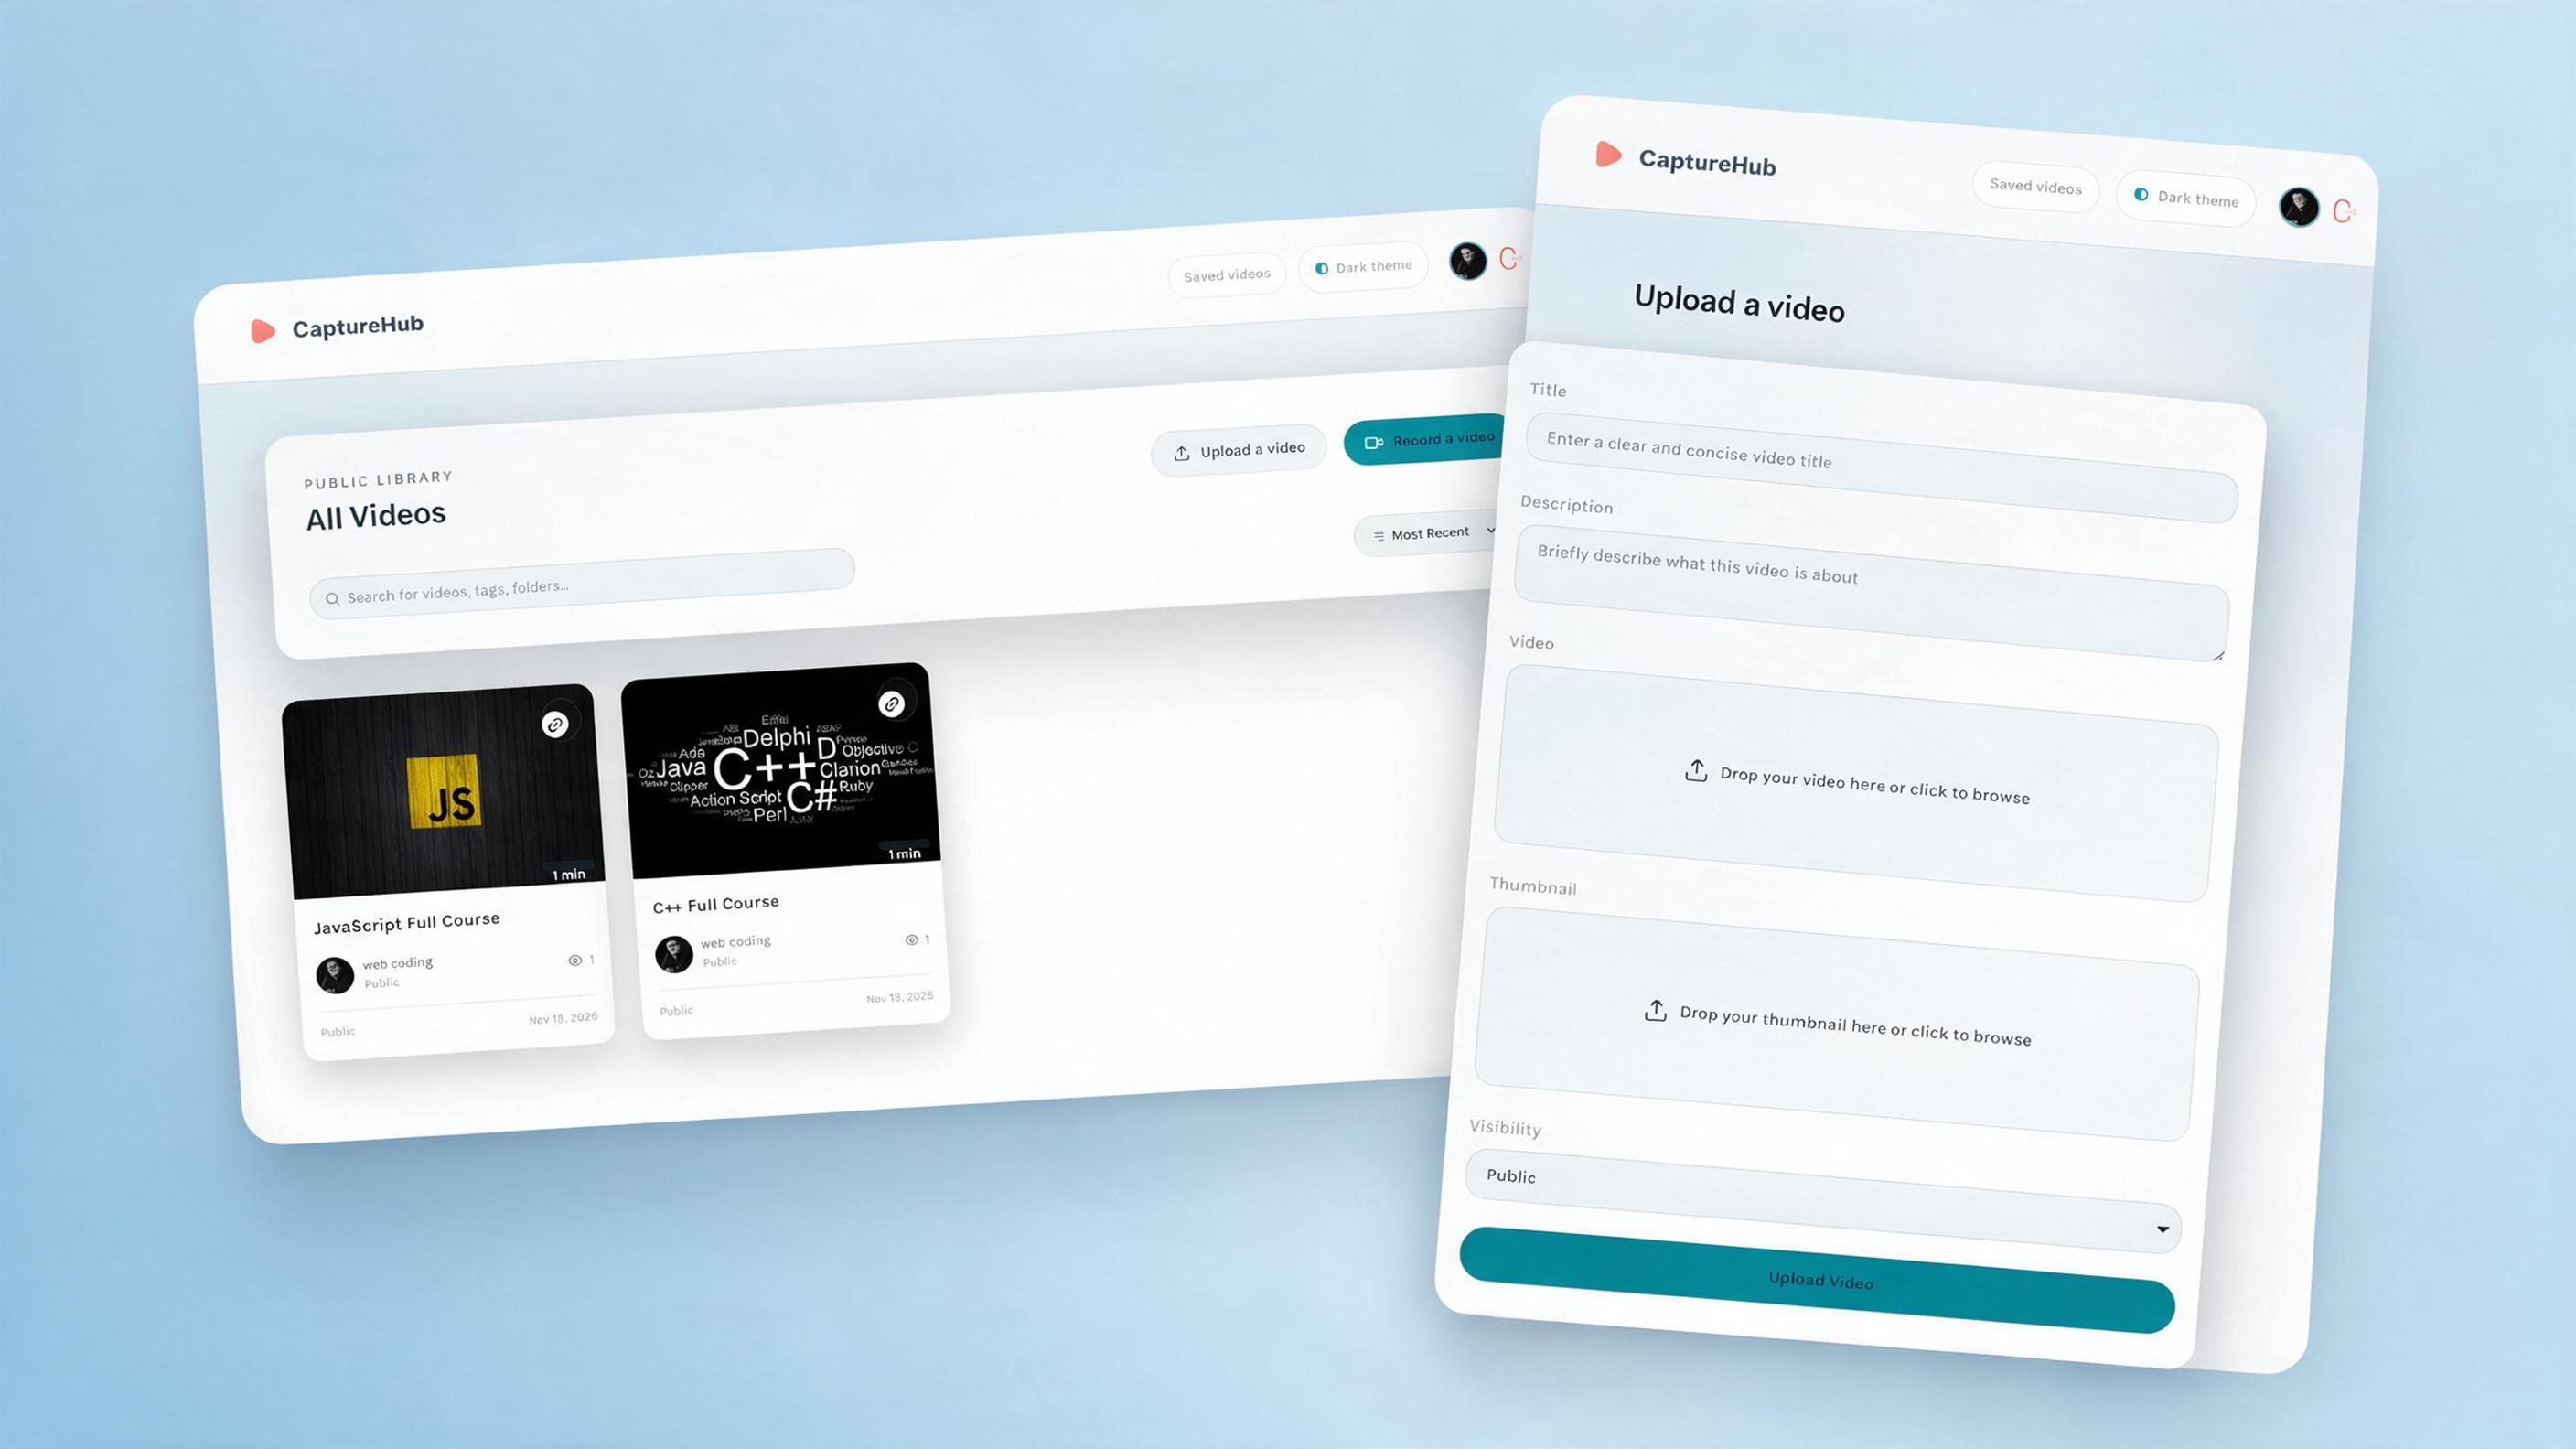 CaptureHub
Saved videos
Dark theme
PUBLIC LIBRARY
All Videos
Upload a video
Record a video
Search for videos, tags, folders..
Most Recent
JS
1 min
JavaScript Full Course
web coding
Public
1
Public
Nov 18, 2026
Eiffel
Delphi
Ada
D
Objective C
Oz Java C++ Clarion
Clipper
Action Script C# Ruby
Perl
1 min
C++ Full Course
web coding
Public
1
Public
Nov 18, 2026
CaptureHub
Saved videos
Dark theme
Upload a video
Title
Enter a clear and concise video title
Description
Briefly describe what this video is about
Video
Drop your video here or click to browse
Thumbnail
Drop your thumbnail here or click to browse
Visibility
Public
Upload Video